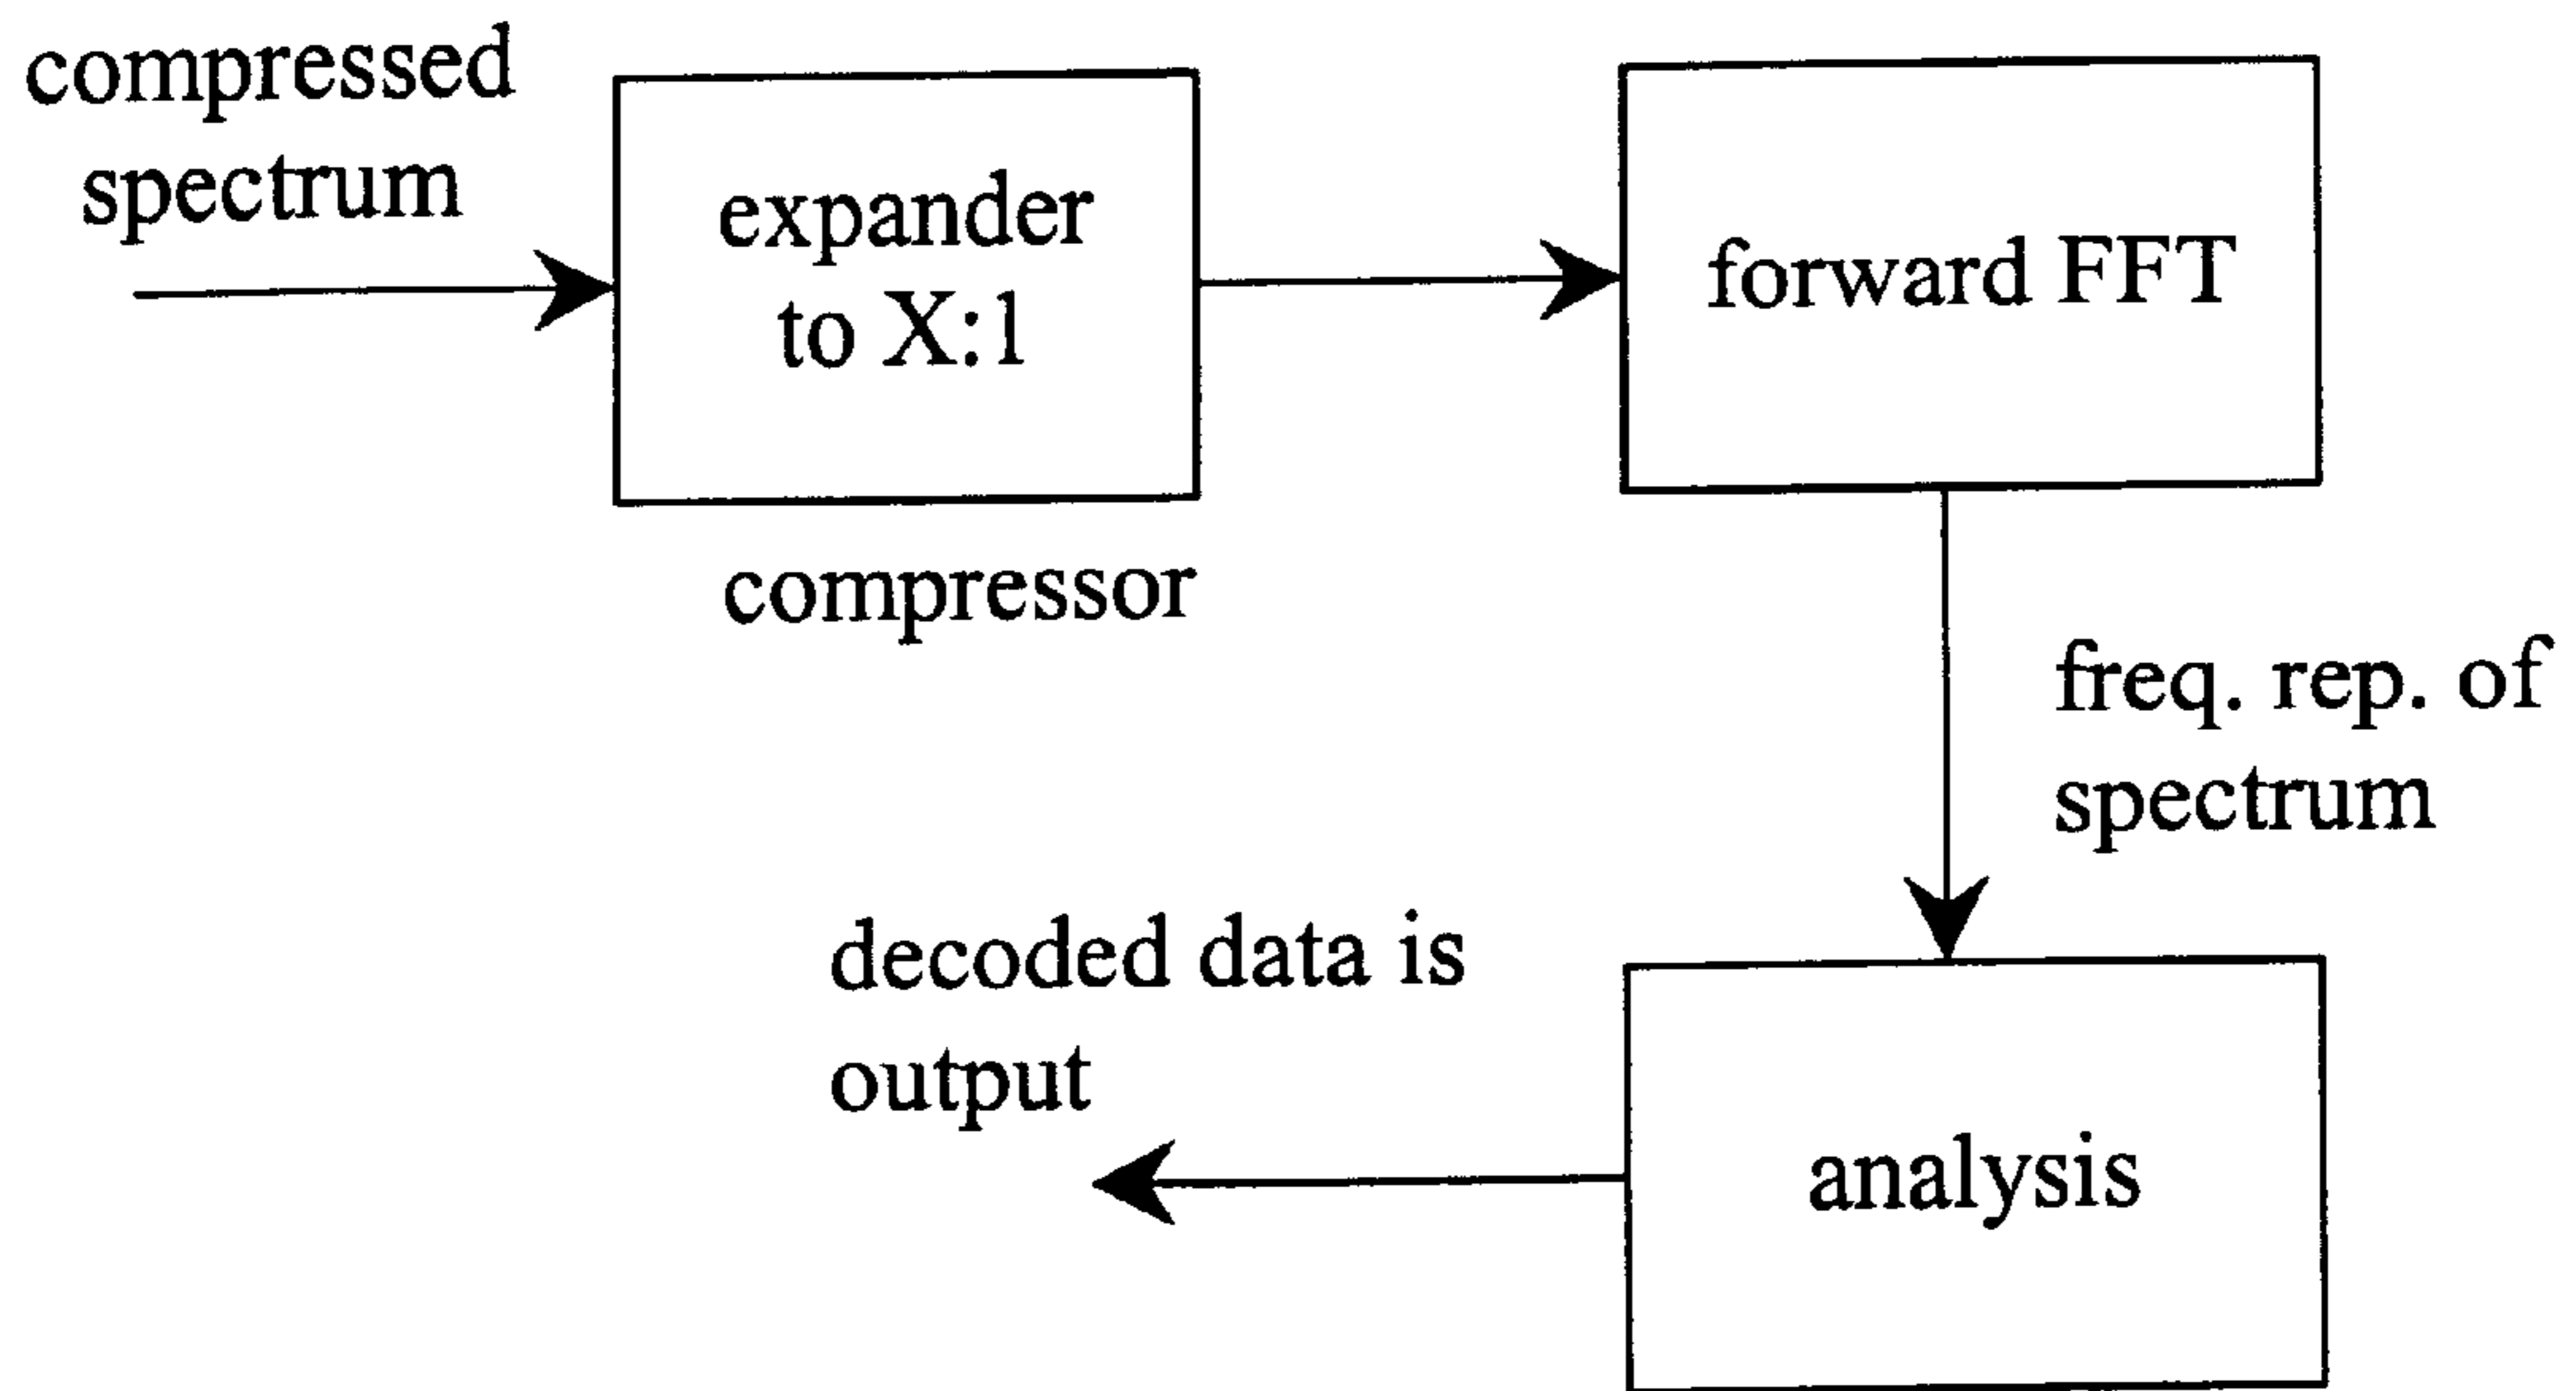 compressed
spectrum
expander
to X:1
compressor
forward FFT
freq. rep. of
spectrum
decoded data is
output
analysis